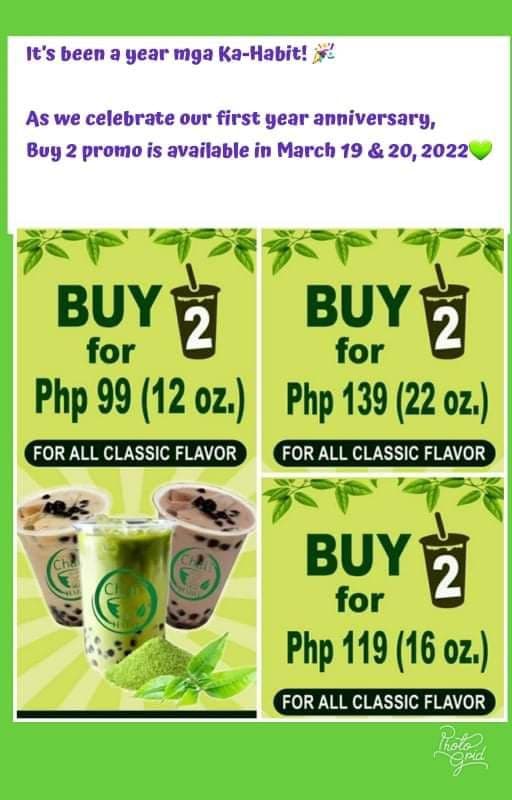 It's been a year mga Ka-Habit! 🎉
As we celebrate our first year anniversary,
Buy 2 promo is available in March 19 & 20, 2022💚
BUY 2
for
Php 99 (12 oz.)
FOR ALL CLASSIC FLAVOR
BUY 2
for
Php 139 (22 oz.)
FOR ALL CLASSIC FLAVOR
BUY 2
for
Php 119 (16 oz.)
FOR ALL CLASSIC FLAVOR
Photo
Grid